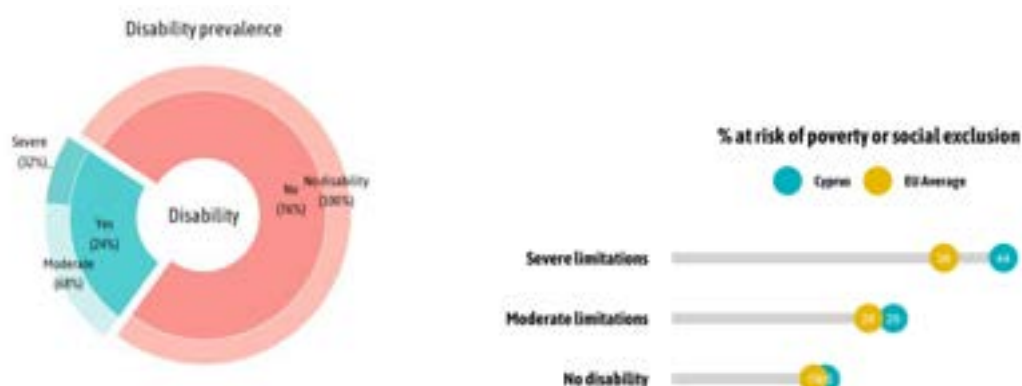 Disability prevalence
Severe
(32%)
Yes
(24%)
Moderate
(68%)
Disability
No
(76%)
No disability
(100%)
% at risk of poverty or social exclusion
Cyprus
EU Average
Severe limitations
44
Moderate limitations
No disability